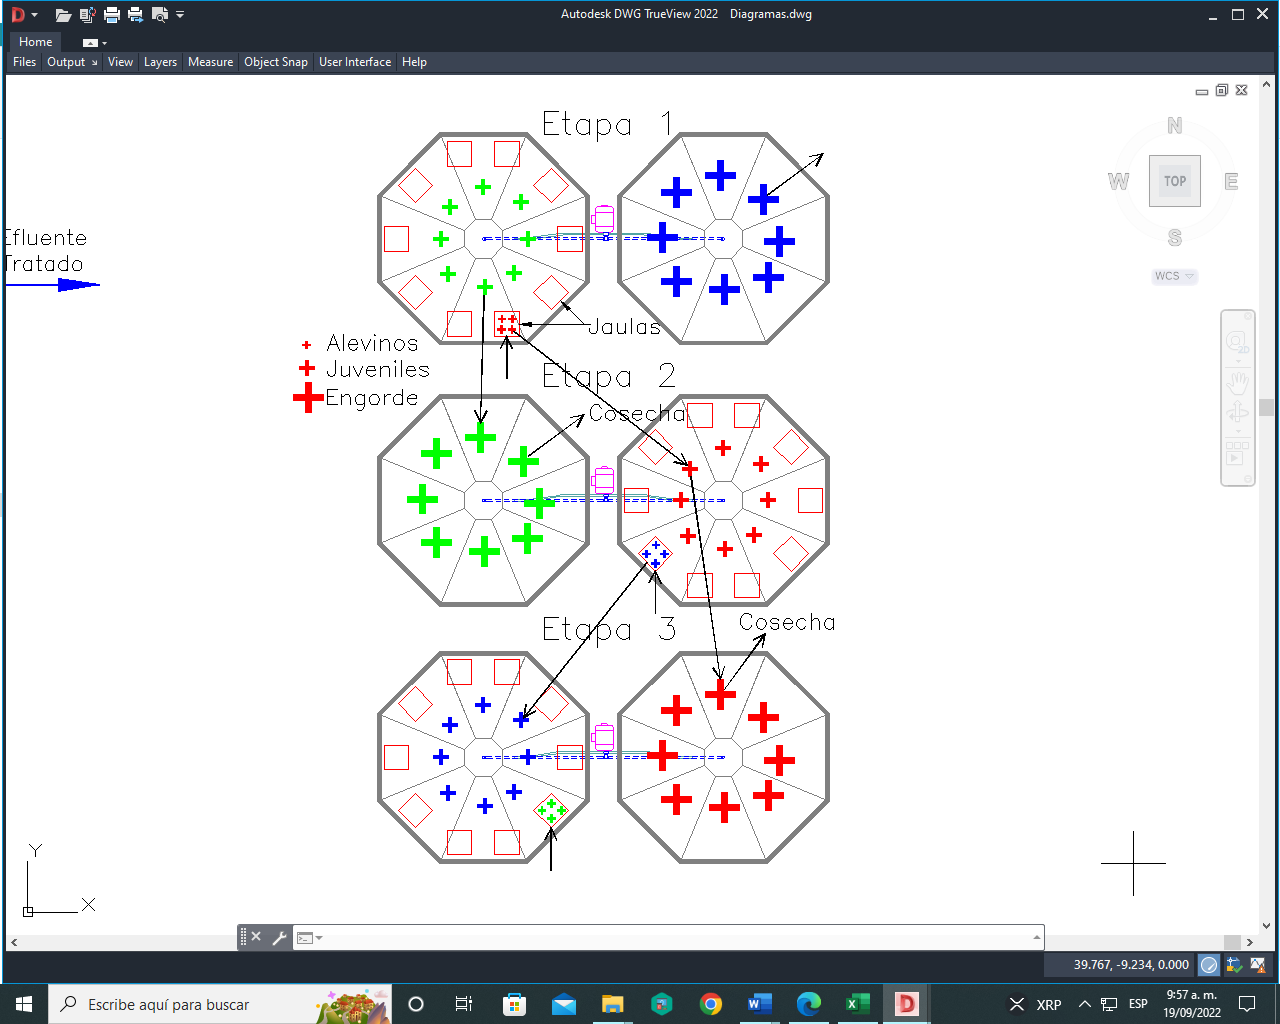 Autodesk DWG TrueView 2022 Diagramas.dwg
Home
Files Output View Layers Measure Object Snap User Interface Help
Etapa 1
N
W TOP E
S
WCS
Efluente
Tratado
Jaulas
Alevinos
Juveniles
Engorde
Etapa 2
Cosecha
Etapa 3
Cosecha
Y
X
39.767, -9.234, 0.000
Escribe aquí para buscar
XRP
ESP
9:57 a. m.
19/09/2022